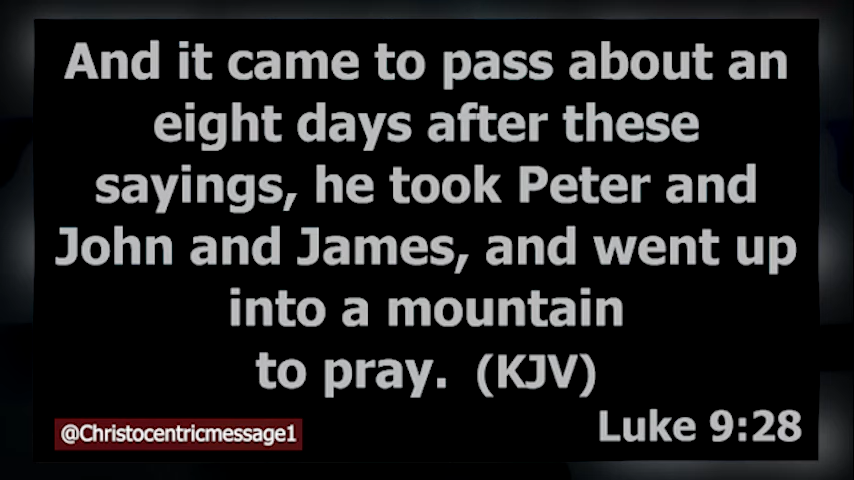 And it came to pass about an
eight days after these
sayings, he took Peter and
John and James, and went up
into a mountain
to pray. (KJV)
Luke 9:28
@Christocentricmessage1